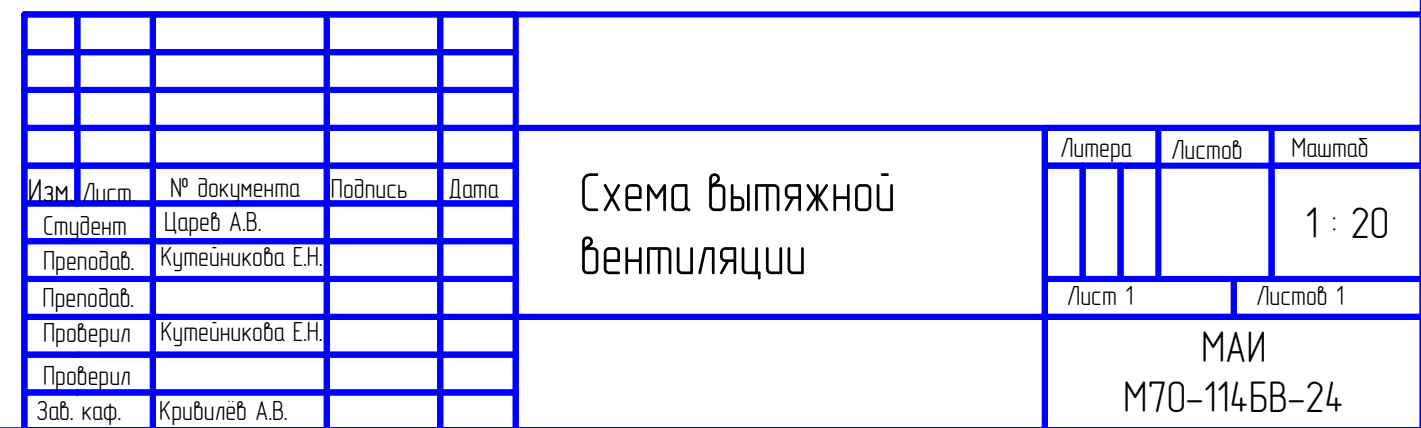 Литера Листов Маштаб
Изм. Лист. № документа Подпись Дата
Схема вытяжной
вентиляции
1 : 20
Студент Царев А.В.
Преподав. Кутейникова Е.Н.
Преподав.
Лист 1 Листов 1
Проверил Кутейникова Е.Н.
Проверил
Зав. каф. Кривилёв А.В.
МАИ
М70-114БВ-24